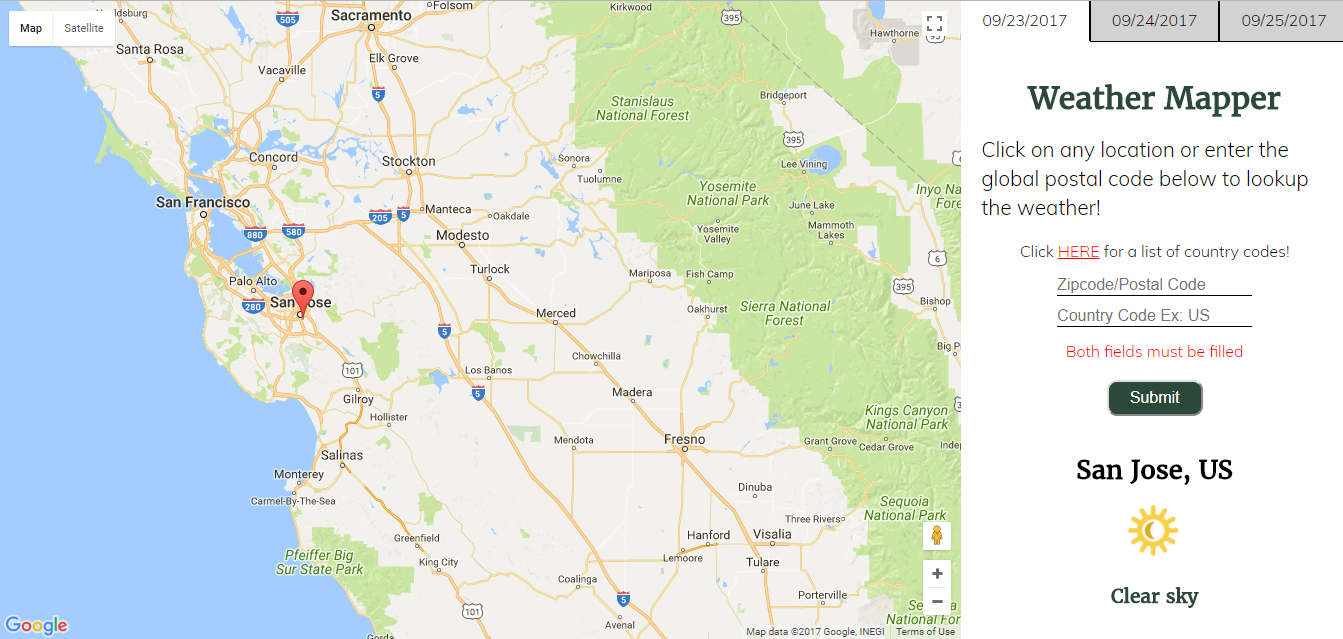 Map
Satellite
505
Sacramento
Folsom
Kirkwood
395
Hawthorne
Santa Rosa
Elk Grove
Vacaville
5
Bridgeport
Stanislaus
National Forest
395
Concord
Stockton
Sonora
Lee Vining
Tuolumne
Yosemite
National Park
Inyo Na
San Francisco
205
5
Manteca
Oakdale
June Lake
880
580
Modesto
Yosemite
Valley
Mammoth
Lakes
6
Turlock
Mariposa
Fish Camp
Palo Alto
395
280
San Jose
Merced
Oakhurst
Sierra National
Forest
Bishop
5
Chowchilla
101
Los Banos
5
Madera
Gilroy
Hollister
Kings Canyon
National Park
Mendota
Fresno
Grant Grove
Cedar Grove
Salinas
Monterey
Carmel-By-The-Sea
Dinuba
Sequoia
National Park
Three Rivers
Greenfield
Hanford
Visalia
Pfeiffer Big
Sur State Park
King City
Lemoore
Tulare
Coalinga
5
Porterville
101
Avenal
Google
Map data ©2017 Google, INEGI
Terms of Use
09/23/2017
09/24/2017
09/25/2017
Weather Mapper
Click on any location or enter the
global postal code below to lookup
the weather!
Click HERE for a list of country codes!
Zipcode/Postal Code
Country Code Ex: US
Both fields must be filled
Submit
San Jose, US
Clear sky